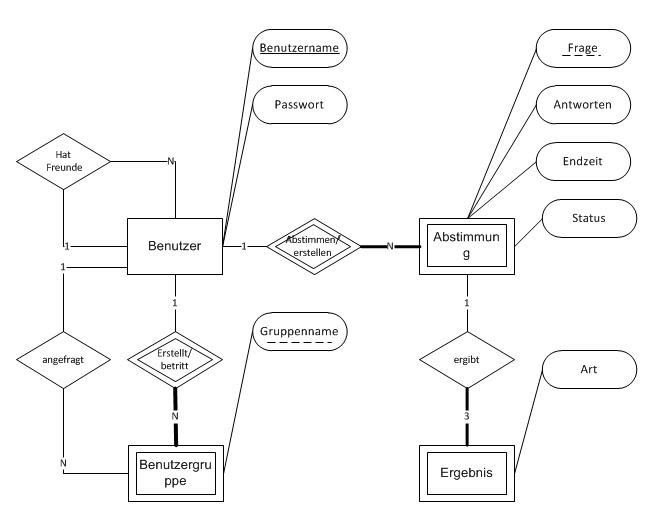 Benutzername
Frage
Passwort
Antworten
Hat
Freunde
N
Endzeit
Status
1
Benutzer
1
Abstimmen/
erstellen
N
Abstimmun
g
1
1
1
Gruppenname
angefragt
Erstellt/
betritt
ergibt
Art
N
3
N
Benutzergru
ppe
Ergebnis